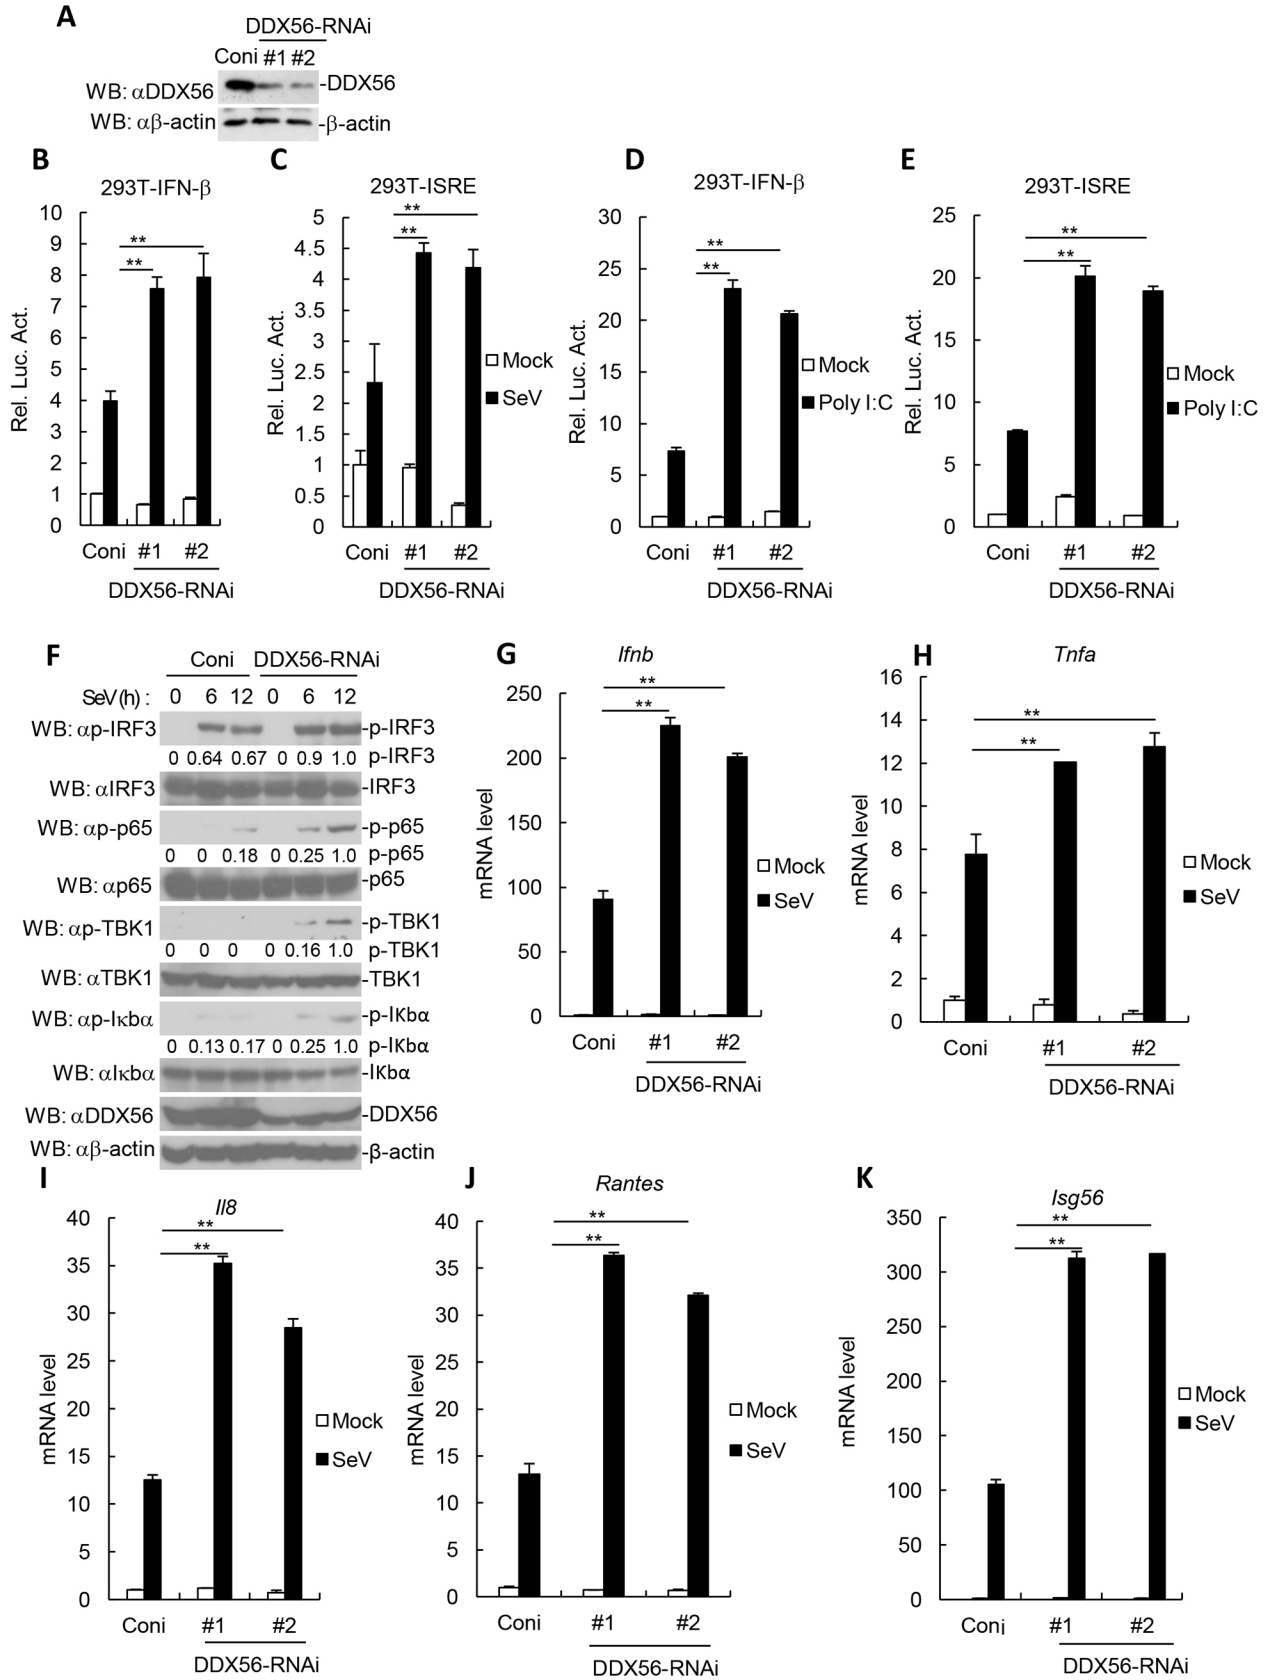 A
DDX56-RNAi
Coni #1 #2
WB: αDDX56 -DDX56
WB: αβ-actin -β-actin
B
293T-IFN-β
Rel. Luc. Act.
10
9
8
7
6
5
4
3
2
1
0
**
**
Coni #1 #2
DDX56-RNAi
C
293T-ISRE
Rel. Luc. Act.
5
4.5
4
3.5
3
2.5
2
1.5
1
0.5
0
**
**
Mock
SeV
Coni #1 #2
DDX56-RNAi
D
293T-IFN-β
Rel. Luc. Act.
30
25
20
15
10
5
0
**
**
Mock
Poly I:C
Coni #1 #2
DDX56-RNAi
E
293T-ISRE
Rel. Luc. Act.
25
20
15
10
5
0
**
**
Mock
Poly I:C
Coni #1 #2
DDX56-RNAi
F
Coni DDX56-RNAi
SeV(h) : 0 6 12 0 6 12
WB: αp-IRF3 -p-IRF3
0 0.64 0.67 0 0.9 1.0 p-IRF3
WB: αIRF3 -IRF3
WB: αp-p65 -p-p65
0 0 0.18 0 0.25 1.0 p-p65
WB: αp65 -p65
WB: αp-TBK1 -p-TBK1
0 0 0 0 0.16 1.0 p-TBK1
WB: αTBK1 -TBK1
WB: αp-Iκbα -p-IKbα
0 0.13 0.17 0 0.25 1.0 p-IKbα
WB: αIκbα -IKbα
WB: αDDX56 -DDX56
WB: αβ-actin -β-actin
G
Ifnb
mRNA level
250
200
150
100
50
0
**
**
Mock
SeV
Coni #1 #2
DDX56-RNAi
H
Tnfa
mRNA level
16
14
12
10
8
6
4
2
0
**
**
Mock
SeV
Coni #1 #2
DDX56-RNAi
I
Il8
mRNA level
40
35
30
25
20
15
10
5
0
**
**
Mock
SeV
Coni #1 #2
DDX56-RNAi
J
Rantes
mRNA level
40
35
30
25
20
15
10
5
0
**
**
Mock
SeV
Coni #1 #2
DDX56-RNAi
K
Isg56
mRNA level
350
300
250
200
150
100
50
0
**
**
Mock
SeV
Coni #1 #2
DDX56-RNAi